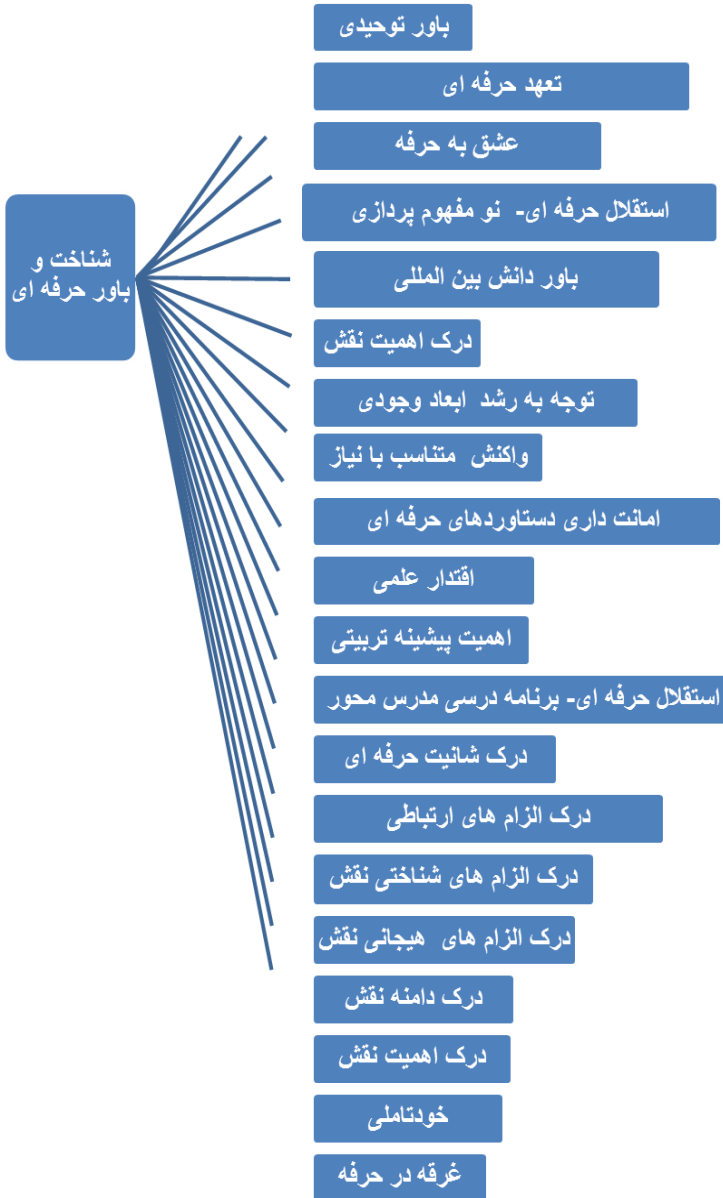 باور توحیدی
تعهد حرفه ای
عشق به حرفه
استقلال حرفه ای- نو مفهوم پردازی
شناخت و
باور حرفه ای
باور دانش بین المللی
درک اهمیت نقش
توجه به رشد ابعاد وجودی
واکنش متناسب با نیاز
امانت داری دستاوردهای حرفه ای
اقتدار علمی
اهمیت پیشینه تربیتی
استقلال حرفه ای- برنامه درسی مدرس محور
درک شانیت حرفه ای
درک الزام های ارتباطی
درک الزام های شناختی نقش
درک الزام های هیجانی نقش
درک دامنه نقش
درک اهمیت نقش
خودتاملی
غرقه در حرفه